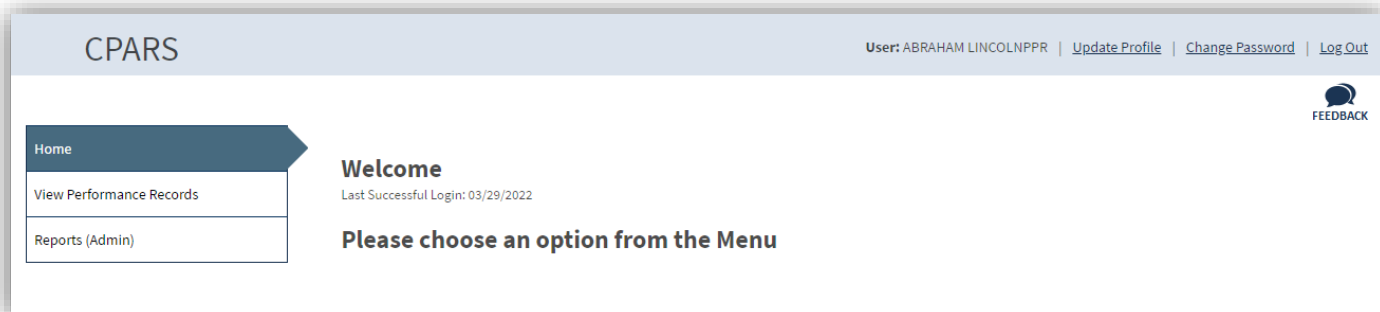 CPARS
User: ABRAHAM LINCOLNPPR | Update Profile | Change Password | Log Out
FEEDBACK
Home
View Performance Records
Reports (Admin)
Welcome
Last Successful Login: 03/29/2022
Please choose an option from the Menu